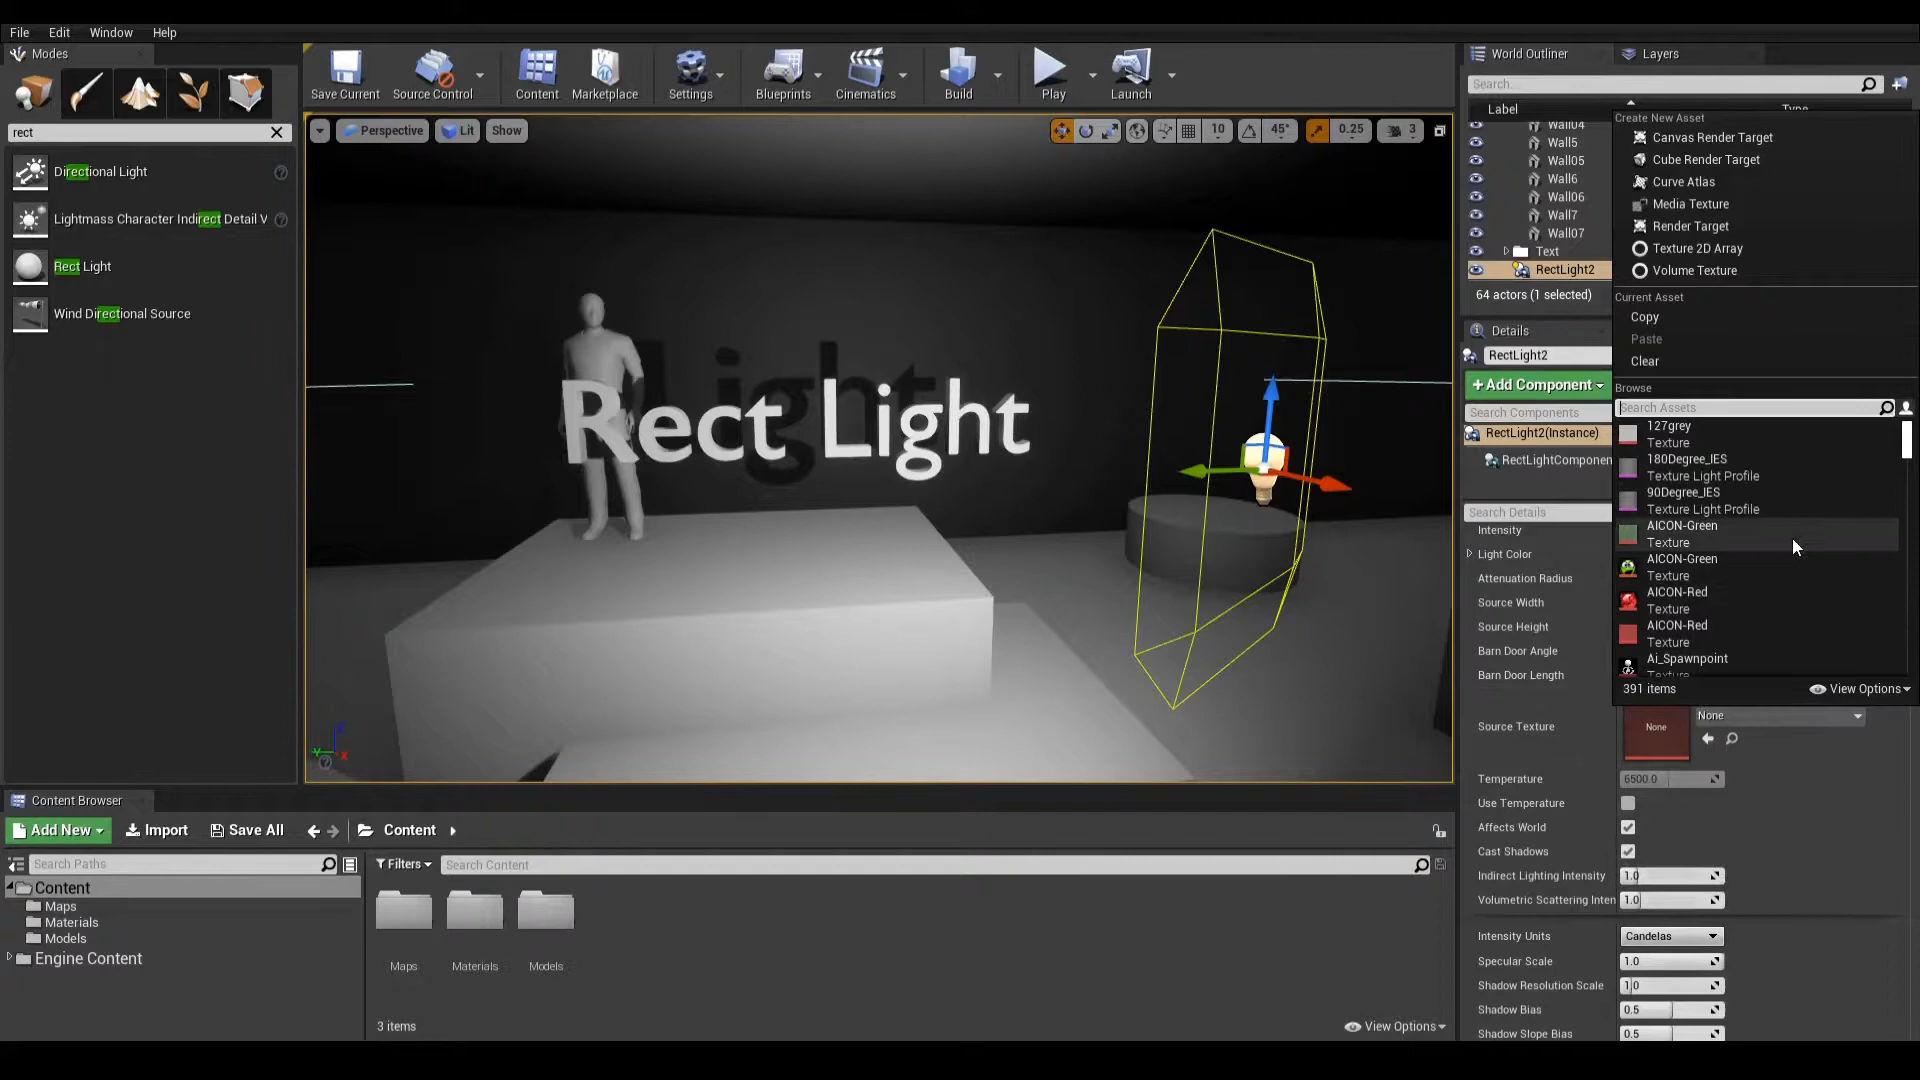 File Edit Window Help
Modes
rect
Directional Light
Lightmass Character Indirect Detail V
Rect Light
Wind Directional Source
Save Current
Source Control
Content
Marketplace
Settings
Blueprints
Cinematics
Build
Play
Launch
Perspective Lit Show
10 45° 0.25 3
Rect Light
World Outliner Layers
Search...
Label Type
Wall04
Wall5
Wall05
Wall6
Wall06
Wall7
Wall07
Text
RectLight2
64 actors (1 selected)
Details
RectLight2
+ Add Component
Search Components
RectLight2(Instance)
RectLightComponen
Search Details
Intensity
Light Color
Attenuation Radius
Source Width
Source Height
Barn Door Angle
Barn Door Length
Source Texture
None
None
Temperature 6500.0
Use Temperature
Affects World
Cast Shadows
Indirect Lighting Intensity 1.0
Volumetric Scattering Inten 1.0
Intensity Units Candelas
Specular Scale 1.0
Shadow Resolution Scale 1.0
Shadow Bias 0.5
Shadow Slope Bias 0.5
Create New Asset
Canvas Render Target
Cube Render Target
Curve Atlas
Media Texture
Render Target
Texture 2D Array
Volume Texture
Current Asset
Copy
Paste
Clear
Browse
Search Assets
127grey
Texture
180Degree_IES
Texture Light Profile
90Degree_IES
Texture Light Profile
AICON-Green
Texture
AICON-Green
Texture
AICON-Red
Texture
AICON-Red
Texture
Ai_Spawnpoint
Texture
391 items View Options
Content Browser
Add New Import Save All Content
Search Paths
Filters Search Content
Content
Maps
Materials
Models
Engine Content
Maps Materials Models
3 items
View Options